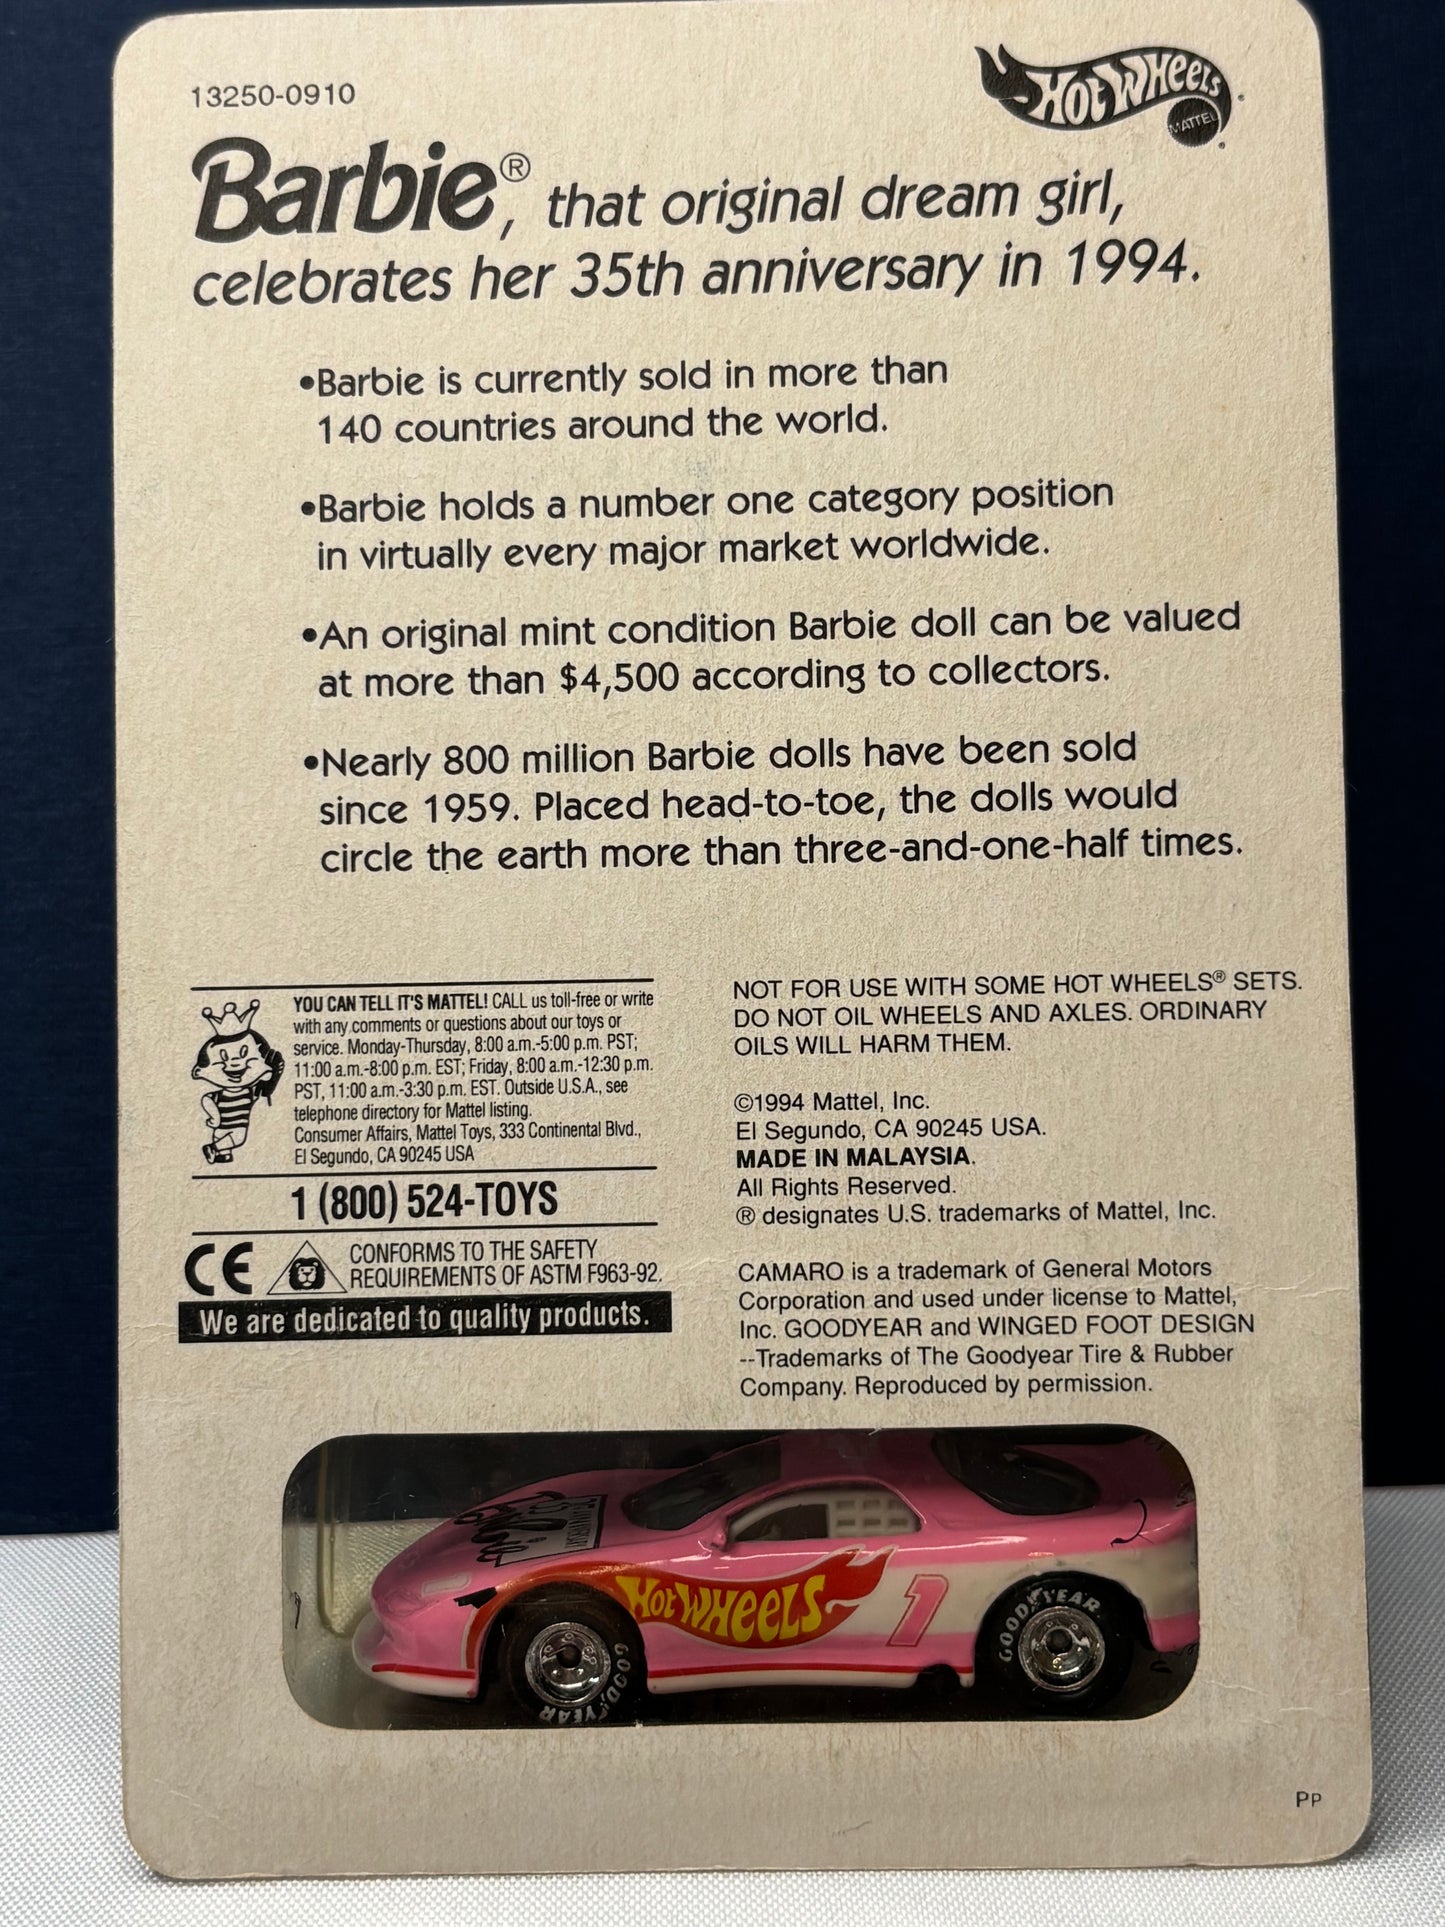 13250-0910
HOT WHEELS
MATTEL
Barbie®, that original dream girl,
celebrates her 35th anniversary in 1994.
•Barbie is currently sold in more than
140 countries around the world.
•Barbie holds a number one category position
in virtually every major market worldwide.
•An original mint condition Barbie doll can be valued
at more than $4,500 according to collectors.
•Nearly 800 million Barbie dolls have been sold
since 1959. Placed head-to-toe, the dolls would
circle the earth more than three-and-one-half times.
YOU CAN TELL IT'S MATTEL! CALL us toll-free or write
with any comments or questions about our toys or
service. Monday-Thursday, 8:00 a.m.-5:00 p.m. PST;
11:00 a.m.-8:00 p.m. EST; Friday, 8:00 a.m.-12:30 p.m.
PST, 11:00 a.m.-3:30 p.m. EST. Outside U.S.A., see
telephone directory for Mattel listing.
Consumer Affairs, Mattel Toys, 333 Continental Blvd.,
El Segundo, CA 90245 USA
1 (800) 524-TOYS
CE
CONFORMS TO THE SAFETY
REQUIREMENTS OF ASTM F963-92.
We are dedicated to quality products.
NOT FOR USE WITH SOME HOT WHEELS® SETS.
DO NOT OIL WHEELS AND AXLES. ORDINARY
OILS WILL HARM THEM.
©1994 Mattel, Inc.
El Segundo, CA 90245 USA.
MADE IN MALAYSIA.
All Rights Reserved.
® designates U.S. trademarks of Mattel, Inc.
CAMARO is a trademark of General Motors
Corporation and used under license to Mattel,
Inc. GOODYEAR and WINGED FOOT DESIGN
--Trademarks of The Goodyear Tire & Rubber
Company. Reproduced by permission.
HOT WHEELS
1
GOODYEAR
GOODYEAR
PP